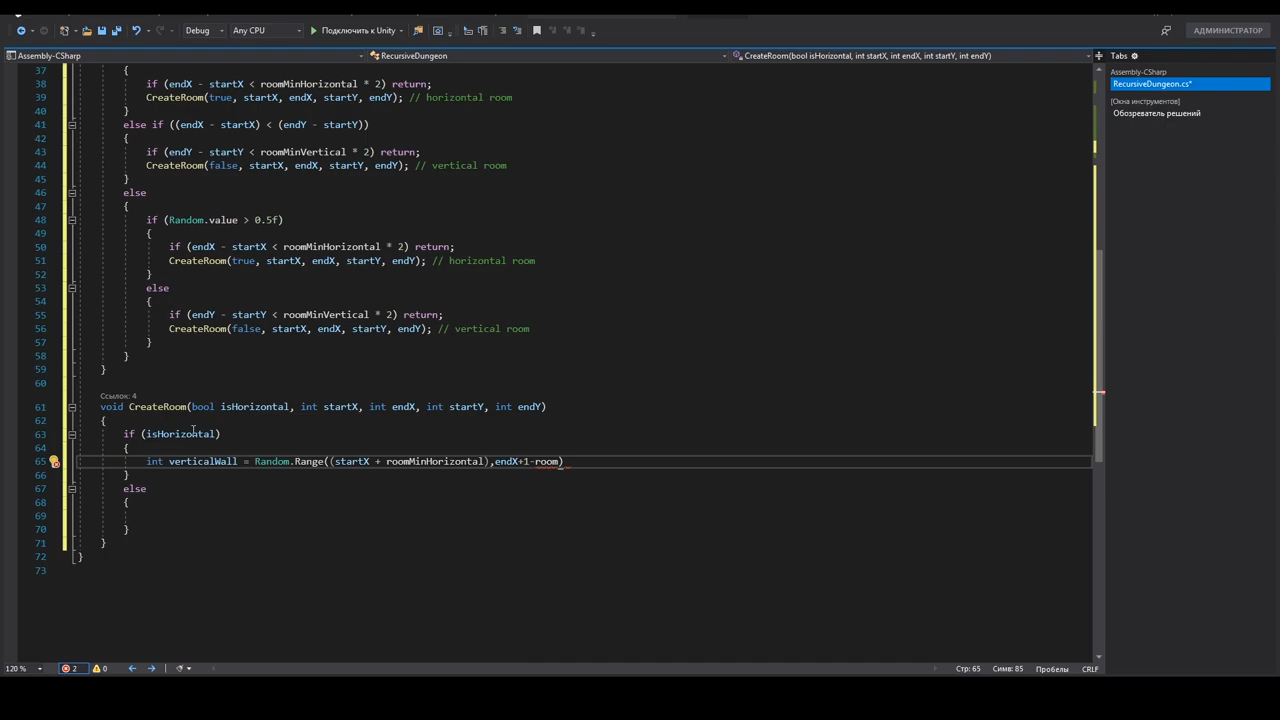 Debug Any CPU Подключить к Unity АДМИНИСТРАТОР
Assembly-CSharp RecursiveDungeon CreateRoom(bool isHorizontal, int startX, int endX, int startY, int endY) Tabs
Assembly-CSharp
RecursiveDungeon.cs*
[Окна инструментов]
Обозреватель решений
37 {
38 if (endX - startX < roomMinHorizontal * 2) return;
39 CreateRoom(true, startX, endX, startY, endY); // horizontal room
40 }
41 else if ((endX - startX) < (endY - startY))
42 {
43 if (endY - startY < roomMinVertical * 2) return;
44 CreateRoom(false, startX, endX, startY, endY); // vertical room
45 }
46 else
47 {
48 if (Random.value > 0.5f)
49 {
50 if (endX - startX < roomMinHorizontal * 2) return;
51 CreateRoom(true, startX, endX, startY, endY); // horizontal room
52 }
53 else
54 {
55 if (endY - startY < roomMinVertical * 2) return;
56 CreateRoom(false, startX, endX, startY, endY); // vertical room
57 }
58 }
59 }
60
Ссылок: 4
61 void CreateRoom(bool isHorizontal, int startX, int endX, int startY, int endY)
62 {
63 if (isHorizontal)
64 {
65 int verticalWall = Random.Range((startX + roomMinHorizontal),endX+1-room)
66 }
67 else
68 {
69
70 }
71 }
72 }
73
120 % 2 0 Стр: 65 Симв: 85 Пробелы CRLF